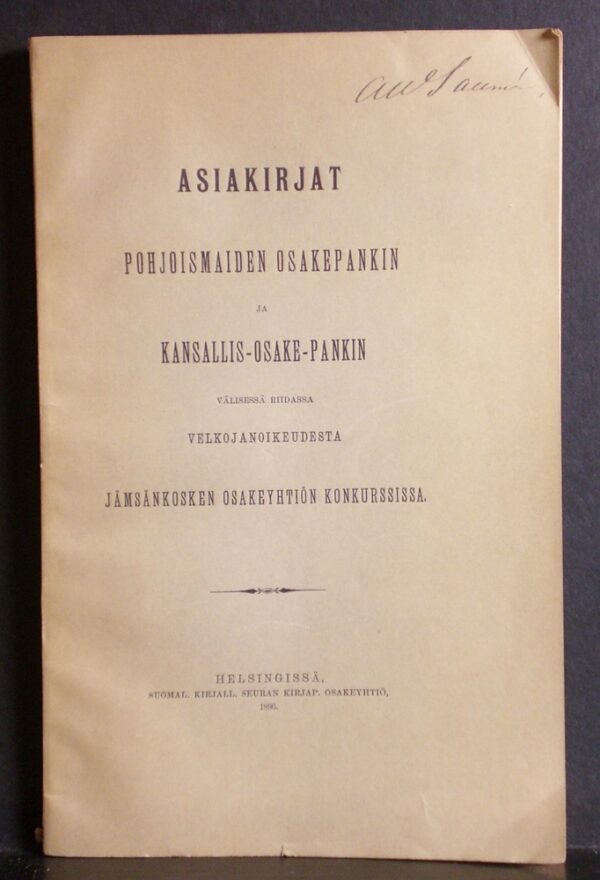 ASIAKIRJAT
POHJOISMAIDEN OSAKEPANKIN
JA
KANSALLIS-OSAKE-PANKIN
VÄLISESSÄ RIIDASSA
VELKOJANOIKEUDESTA
JÄMSÄNKOSKEN OSAKEYHTIÖN KONKURSSISSA.
HELSINGISSÄ,
SUOMAL. KIRJALL. SEURAN KIRJAP. OSAKEYHTIÖ,
1896.